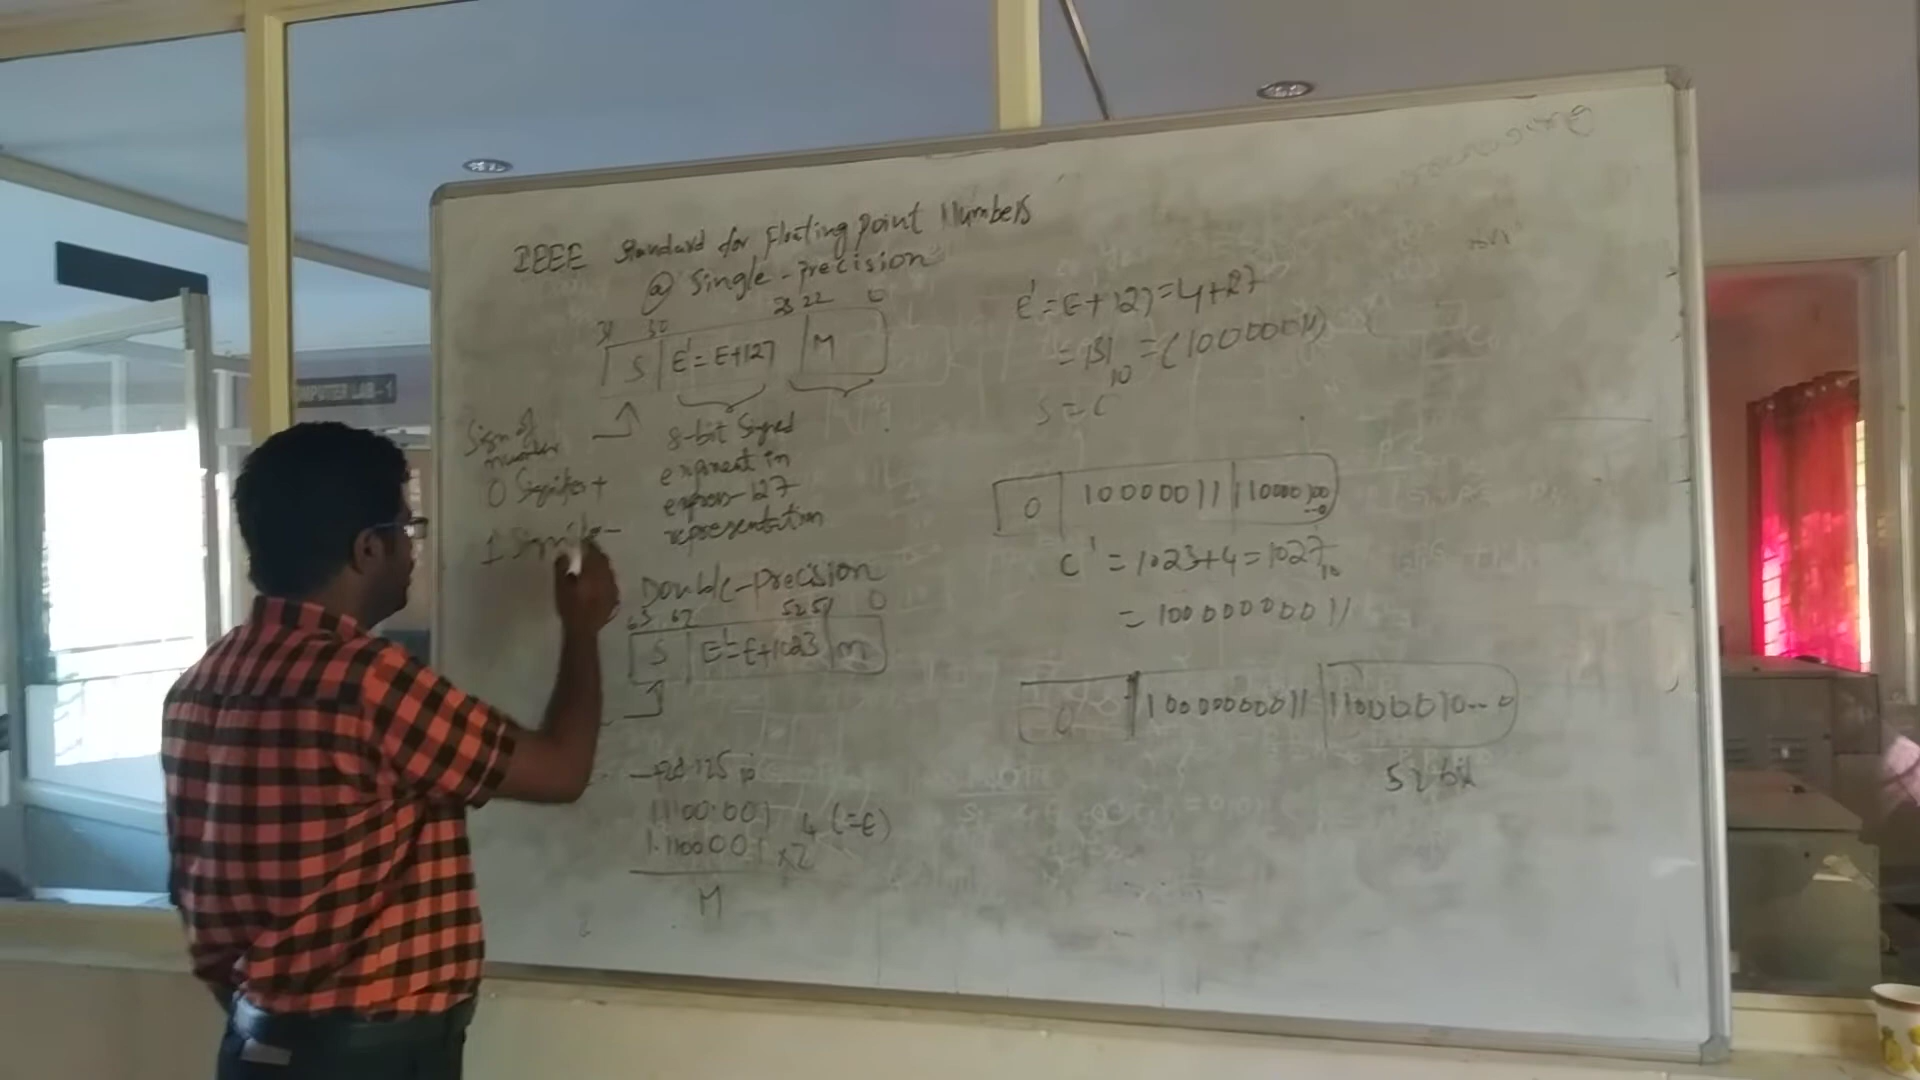 COMPUTER LAB-1
IEEE Standard for Floating Point Numbers
@ Single-Precision
31 30 23 22 0
S E' = E+127 M
Sign of
number
0 Signifies +
1 Signifies -
8-bit Signed
exponent in
excess-127
representation
Double-Precision
63 62 52 51 0
S E' = E+1023 m
11100.001
1.1100001 x2 4 (=E)
M
E' = E+127 = 4+127
= 131 10 = (10000011)
0 10000011 1100001 00 --0
= 1023+4 = 1027 10
= 10000000011
0 10000000011 11000010...0
52 bit